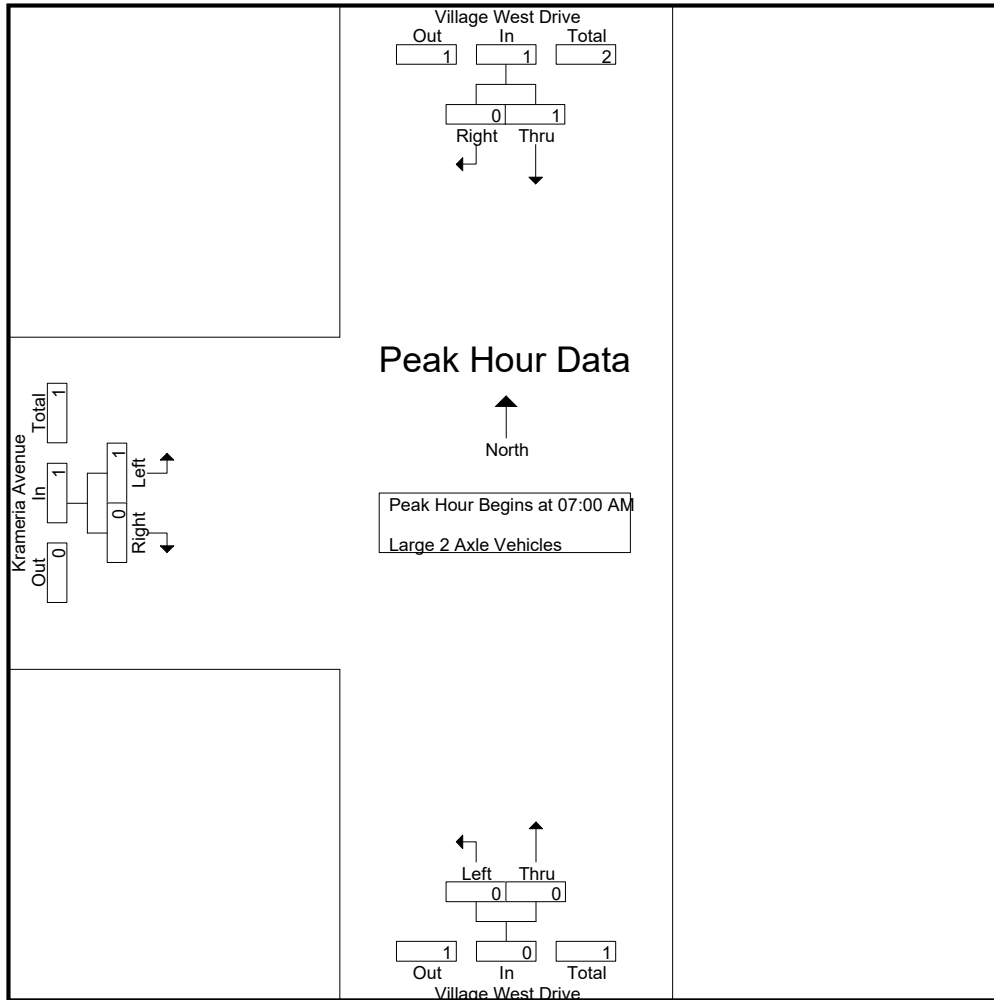 Village West Drive
Out In Total
1 1 2
0 1
Right Thru
Peak Hour Data
North
Peak Hour Begins at 07:00 AM
Large 2 Axle Vehicles
Krameria Avenue
Out In Total
0 1 1
Right Left
0 1
Left Thru
0 0
1 0 1
Out In Total
Village West Drive